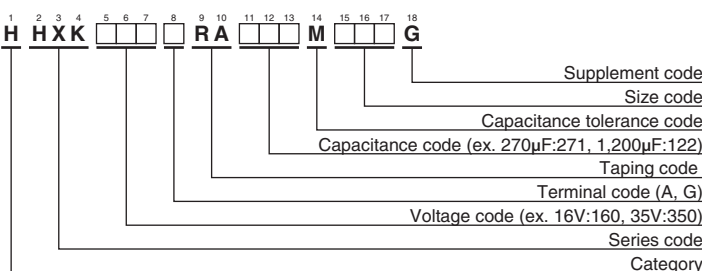 1 2 3 4 5 6 7 8 9 10 11 12 13 14 15 16 17 18
H HXK RA M G
Supplement code
Size code
Capacitance tolerance code
Capacitance code (ex. 270μF:271, 1,200μF:122)
Taping code
Terminal code (A, G)
Voltage code (ex. 16V:160, 35V:350)
Series code
Category